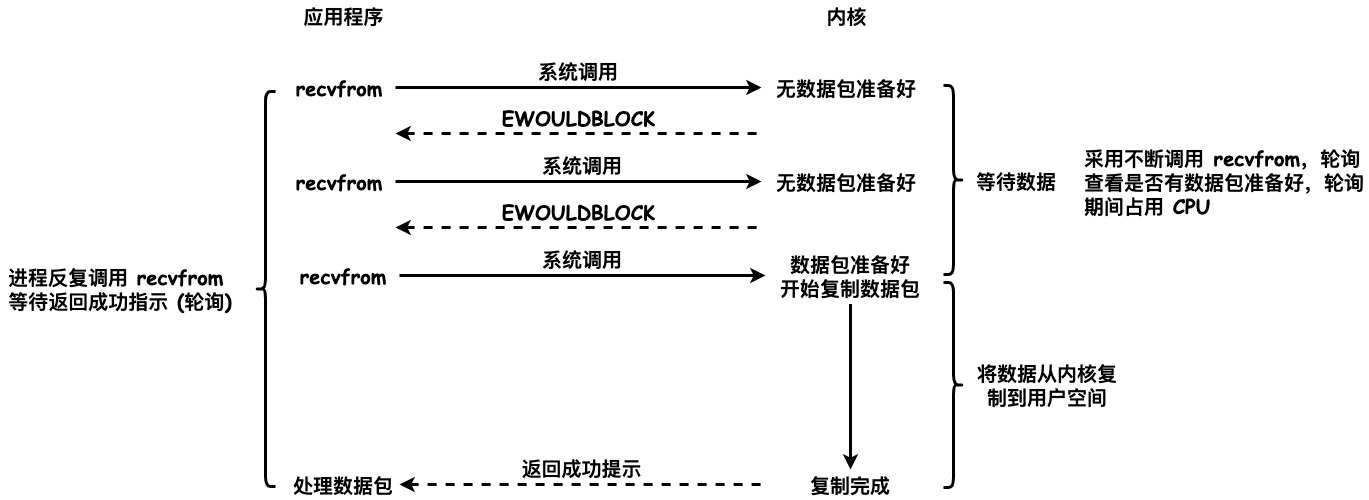 应用程序
内核
recvfrom
系统调用
无数据包准备好
EWOULDBLOCK
recvfrom
系统调用
无数据包准备好
EWOULDBLOCK
recvfrom
系统调用
数据包准备好
开始复制数据包
等待数据
采用不断调用 recvfrom，轮询
查看是否有数据包准备好，轮询
期间占用 CPU
进程反复调用 recvfrom
等待返回成功指示 (轮询)
将数据从内核复
制到用户空间
处理数据包
返回成功提示
复制完成